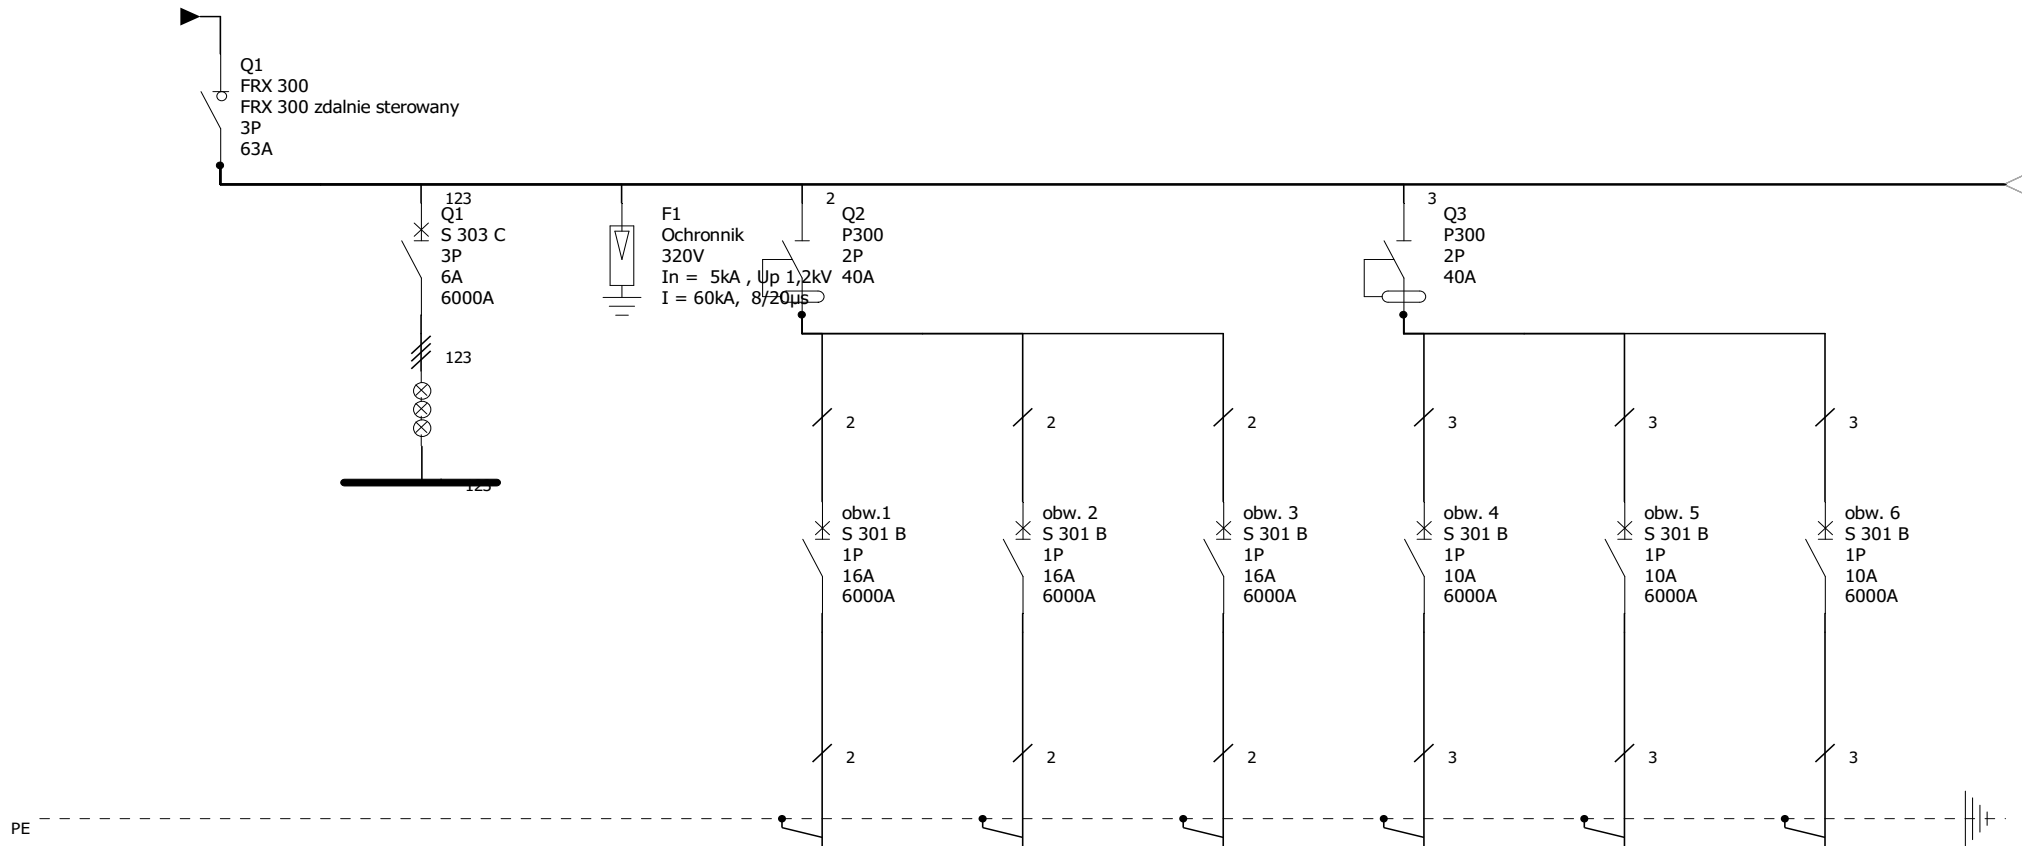 Q1
FRX 300
FRX 300 zdalnie sterowany
3P
63A
123
Q1
S 303 C
3P
6A
6000A
123
123
F1
Ochronnik
320V
In = 5kA , Up 1,2kV
I = 60kA, 8/20µs
2
Q2
P300
2P
40A
3
Q3
P300
2P
40A
2
2
2
3
3
3
obw.1
S 301 B
1P
16A
6000A
obw. 2
S 301 B
1P
16A
6000A
obw. 3
S 301 B
1P
16A
6000A
obw. 4
S 301 B
1P
10A
6000A
obw. 5
S 301 B
1P
10A
6000A
obw. 6
S 301 B
1P
10A
6000A
2
2
2
3
3
3
PE